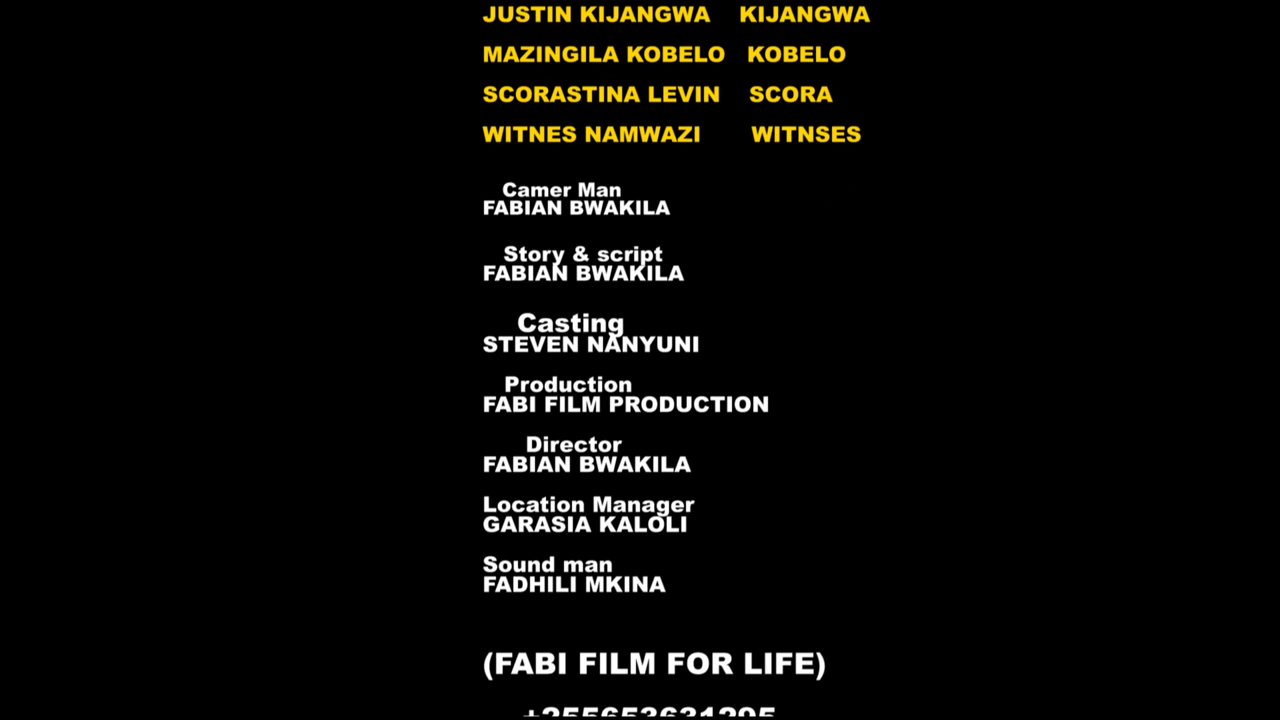 JUSTIN KIJANGWA KIJANGWA
MAZINGILA KOBELO KOBELO
SCORASTINA LEVIN SCORA
WITNES NAMWAZI WITNSES
Camer Man
FABIAN BWAKILA
Story & script
FABIAN BWAKILA
Casting
STEVEN NANYUNI
Production
FABI FILM PRODUCTION
Director
FABIAN BWAKILA
Location Manager
GARASIA KALOLI
Sound man
FADHILI MKINA
(FABI FILM FOR LIFE)